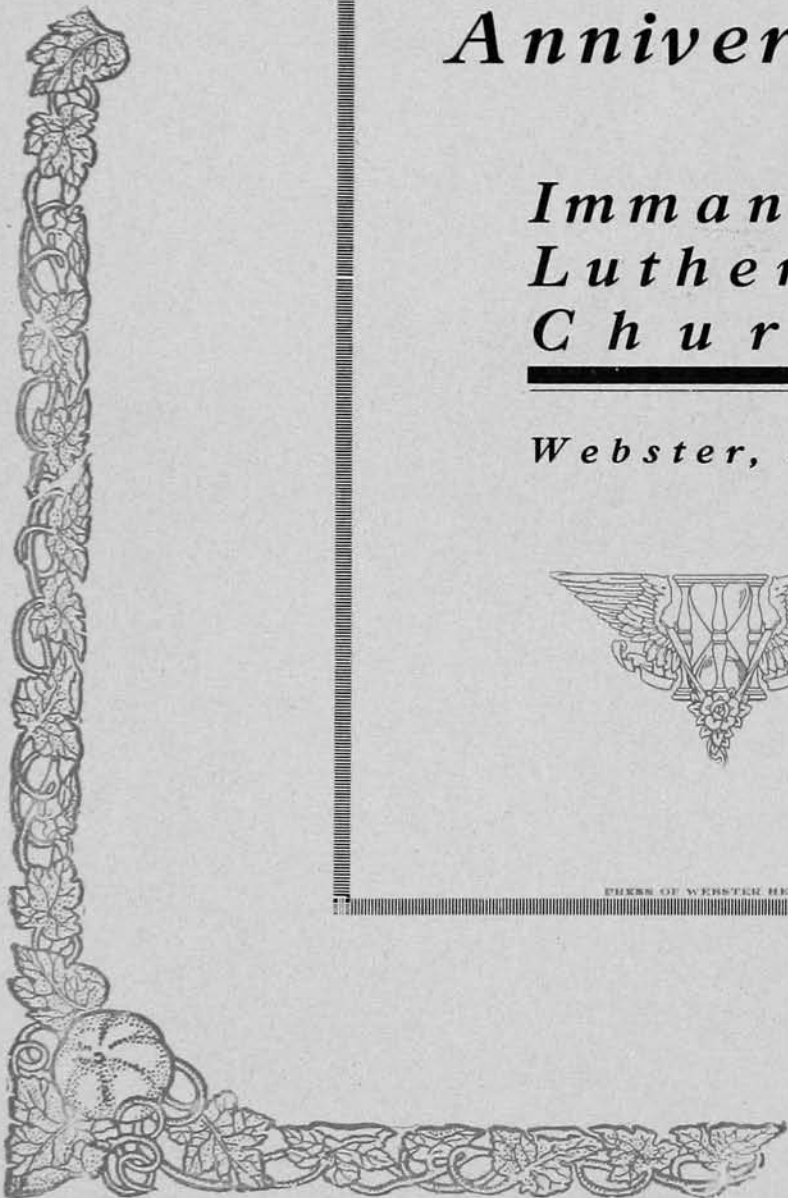 Anniver
Imman
Luther
Chur
Webster,
PRESS OF WEBSTER HE